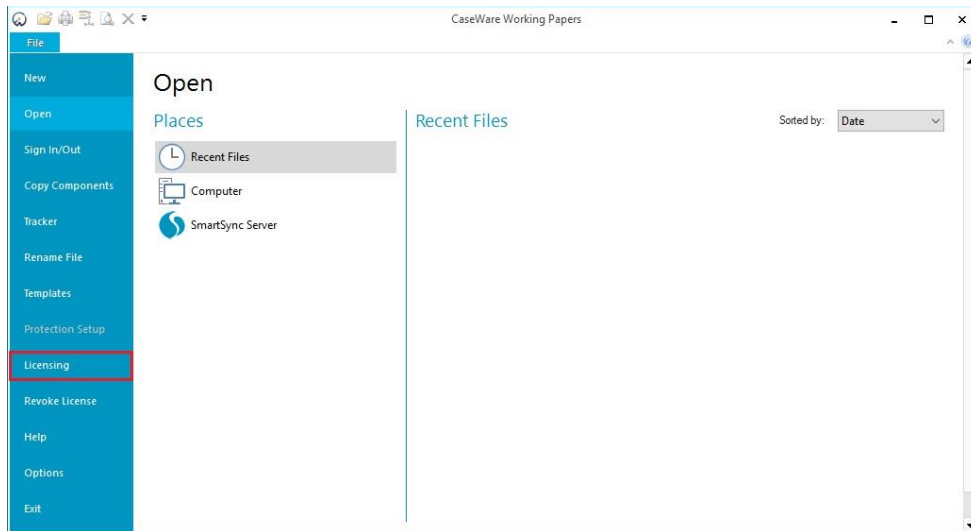 CaseWare Working Papers
File
New
Open
Sign In/Out
Copy Components
Tracker
Rename File
Templates
Protection Setup
Licensing
Revoke License
Help
Options
Exit
Open
Places
Recent Files
Computer
SmartSync Server
Recent Files
Sorted by: Date